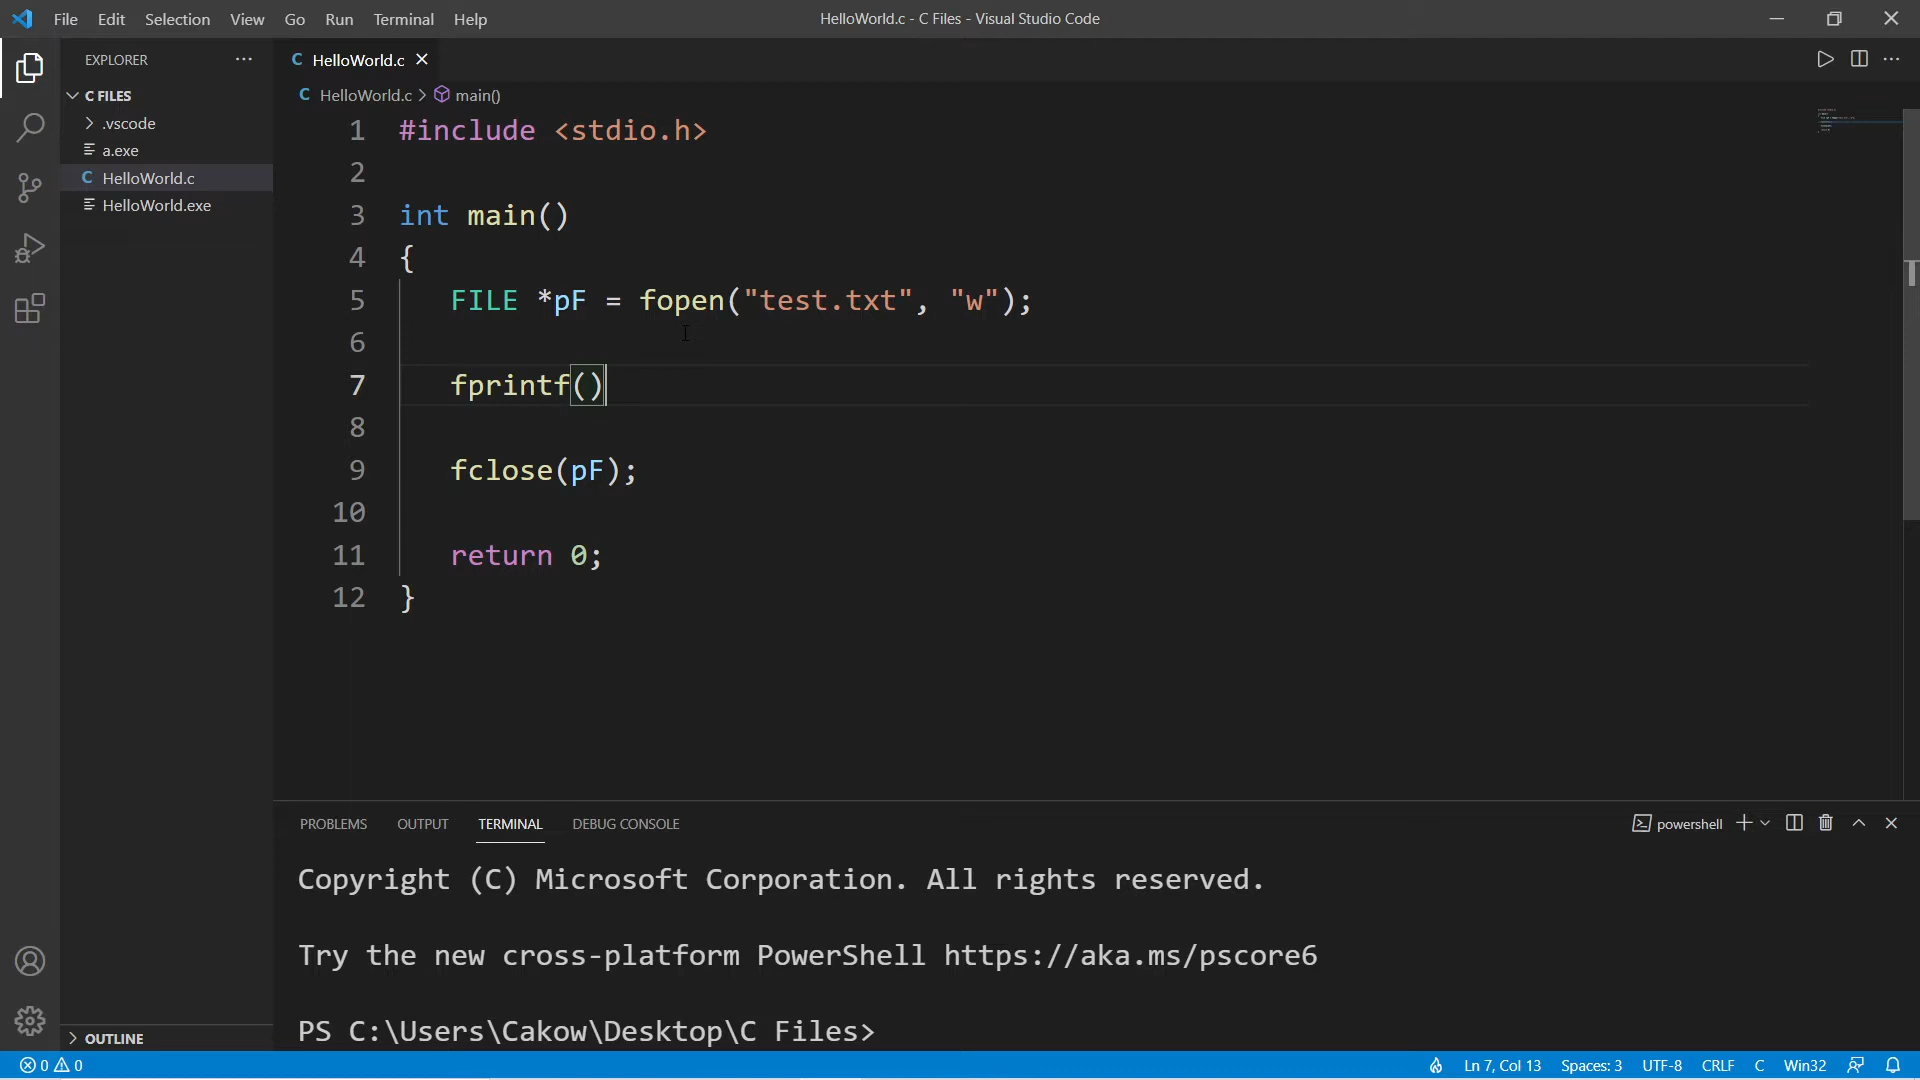 File Edit Selection View Go Run Terminal Help
HelloWorld.c - C Files - Visual Studio Code
EXPLORER
C FILES
.vscode
a.exe
HelloWorld.c
HelloWorld.exe
OUTLINE
HelloWorld.c
HelloWorld.c > main()
1 #include <stdio.h>
2
3 int main()
4 {
5 FILE *pF = fopen("test.txt", "w");
6
7 fprintf()
8
9 fclose(pF);
10
11 return 0;
12 }
PROBLEMS OUTPUT TERMINAL DEBUG CONSOLE
powershell
Copyright (C) Microsoft Corporation. All rights reserved.
Try the new cross-platform PowerShell https://aka.ms/pscore6
PS C:\Users\Cakow\Desktop\C Files>
0 0
Ln 7, Col 13 Spaces: 3 UTF-8 CRLF C Win32